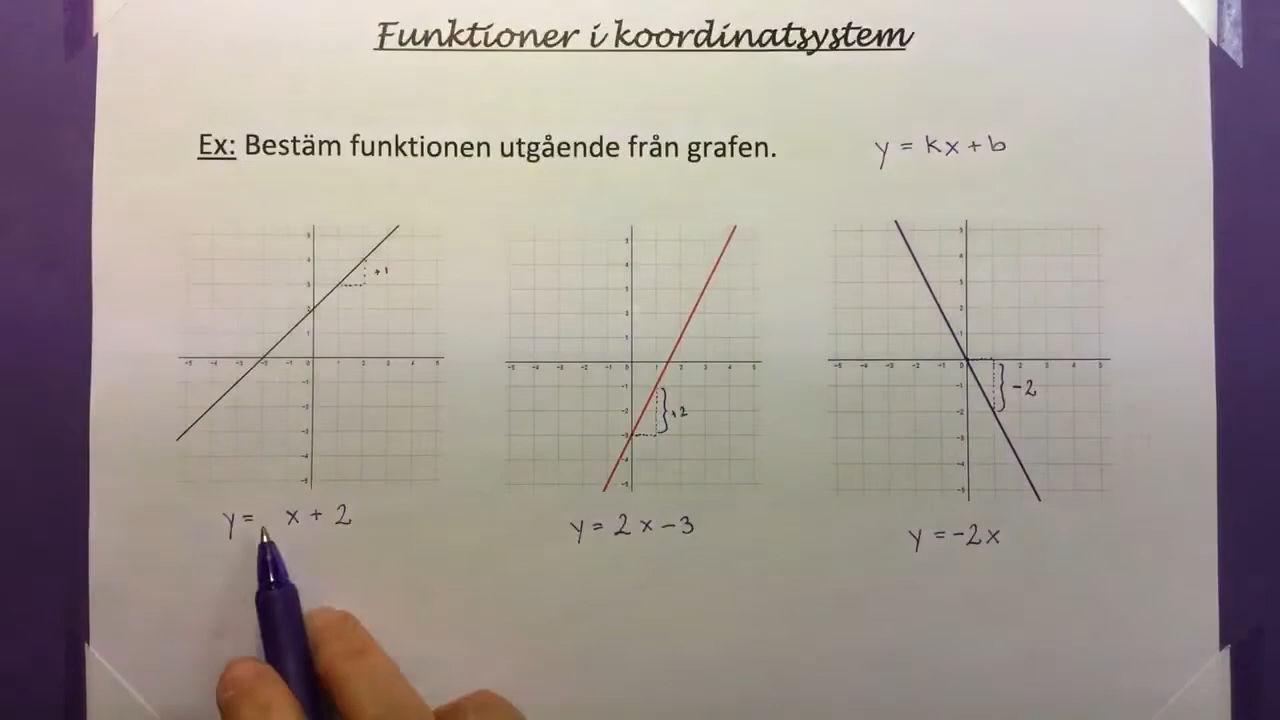 Funktioner i koordinatsystem
Ex: Bestäm funktionen utgående från grafen.
y = kx + b
+1
+2
-2
y = x + 2
y = 2x - 3
y = -2x